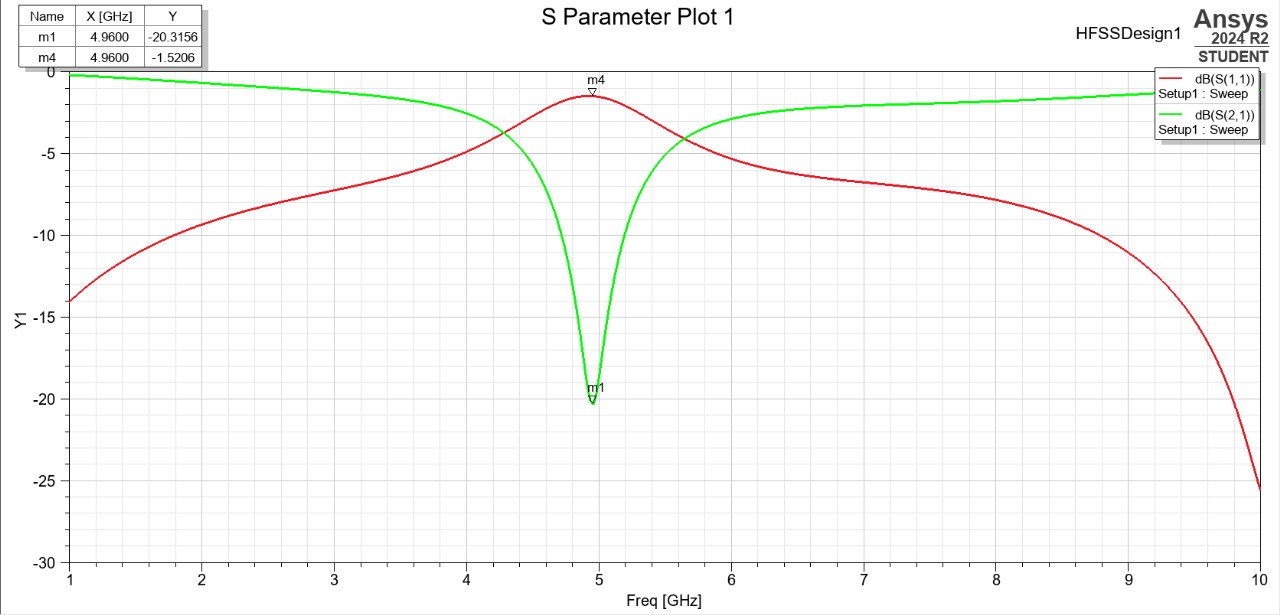 S Parameter Plot 1
HFSSDesign1
Ansys
2024 R2
STUDENT
Name X [GHz] Y
m1 4.9600 -20.3156
m4 4.9600 -1.5206
dB(S(1,1))
Setup1 : Sweep
dB(S(2,1))
Setup1 : Sweep
m4
m1
Y1
0
-5
-10
-15
-20
-25
-30
1 2 3 4 5 6 7 8 9 10
Freq [GHz]